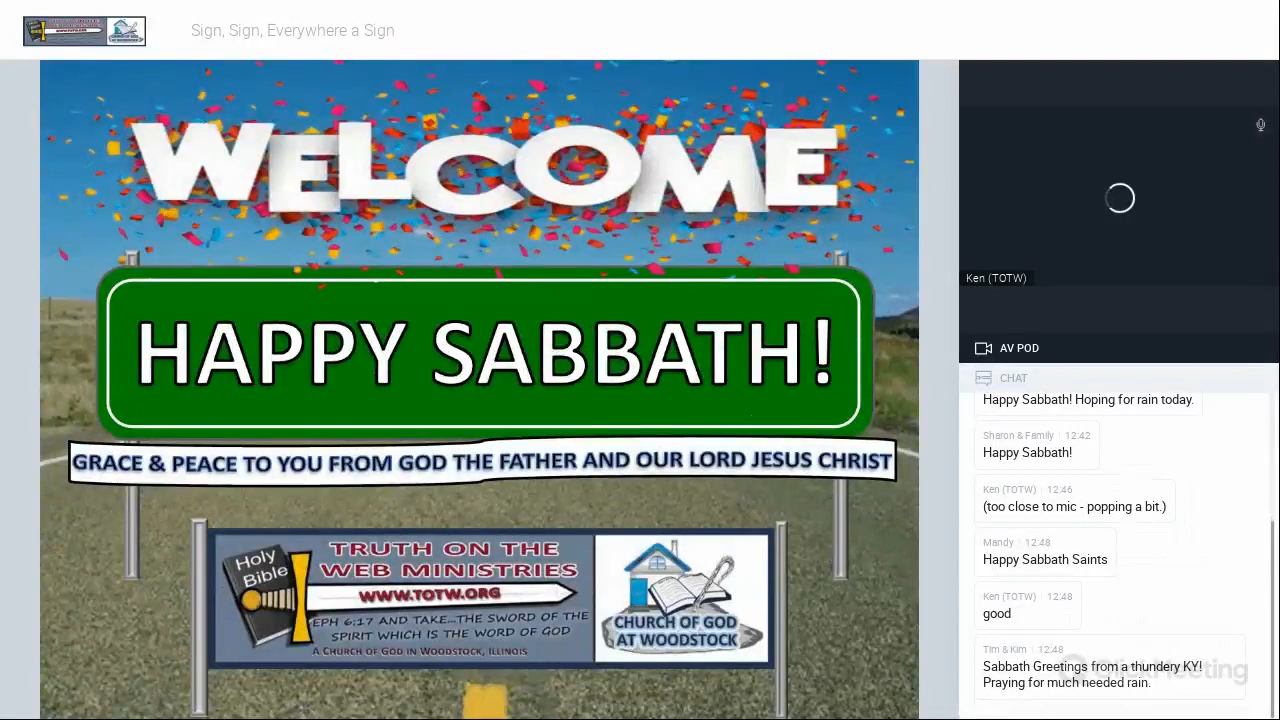 Sign, Sign, Everywhere a Sign
WELCOME
HAPPY SABBATH!
GRACE & PEACE TO YOU FROM GOD THE FATHER AND OUR LORD JESUS CHRIST
Holy
Bible
TRUTH ON THE
WEB MINISTRIES
WWW.TOTW.ORG
EPH 6:17 AND TAKE...THE SWORD OF THE
SPIRIT WHICH IS THE WORD OF GOD
A CHURCH OF GOD IN WOODSTOCK, ILLINOIS
CHURCH OF GOD
AT WOODSTOCK
Ken (TOTW)
AV POD
CHAT
Happy Sabbath! Hoping for rain today.
Sharon & Family 12:42
Happy Sabbath!
Ken (TOTW) 12:46
(too close to mic - popping a bit.)
Mandy 12:48
Happy Sabbath Saints
Ken (TOTW) 12:48
good
Tim & Kim 12:48
Sabbath Greetings from a thundery KY!
Praying for much needed rain.
ClickMeeting